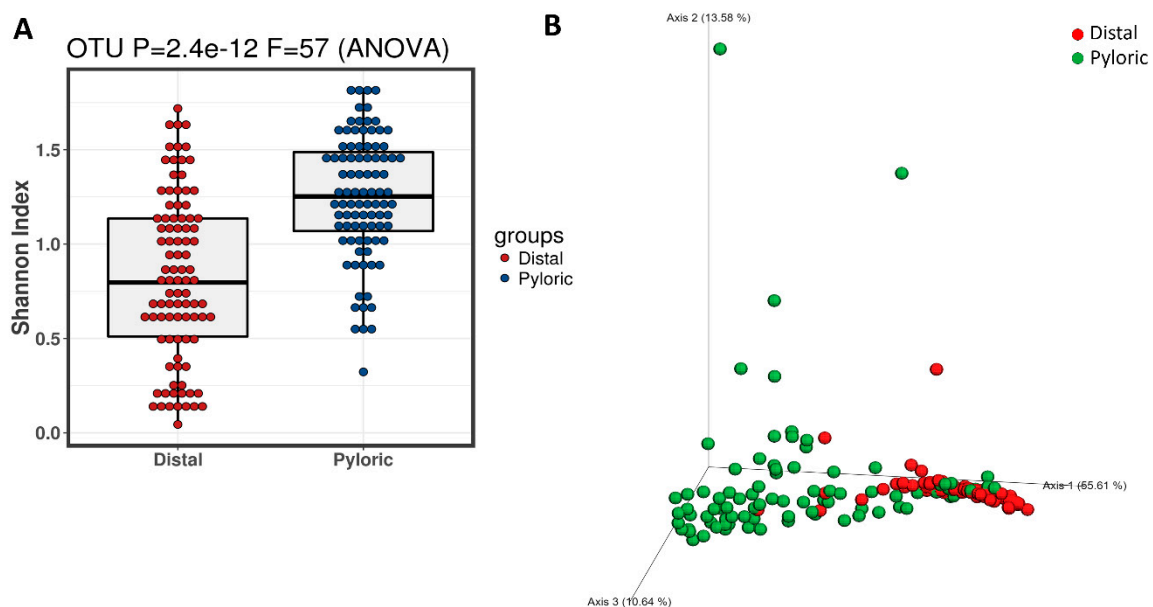 A
OTU P=2.4e-12 F=57 (ANOVA)
Shannon Index
1.5
1.0
0.5
0.0
Distal
Pyloric
groups
Distal
Pyloric
B
Axis 2 (13.58 %)
Distal
Pyloric
Axis 1 (55.61 %)
Axis 3 (10.64 %)